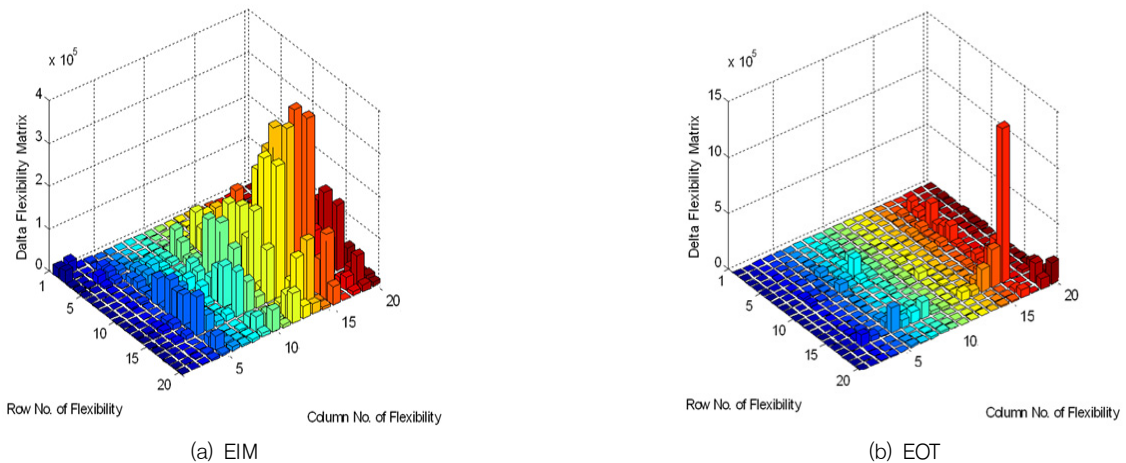 x 10^5
4
3
2
1
0
Dalta Flexibility Matrix
1
5
10
15
20
5
10
15
20
Row No. of Flexibility
Column No. of Flexibility
(a) EIM
x 10^5
15
10
5
0
Delta Flexibility Matrix
1
5
10
15
20
5
10
15
20
Row No. of Flexibility
Column No. of Flexibility
(b) EOT